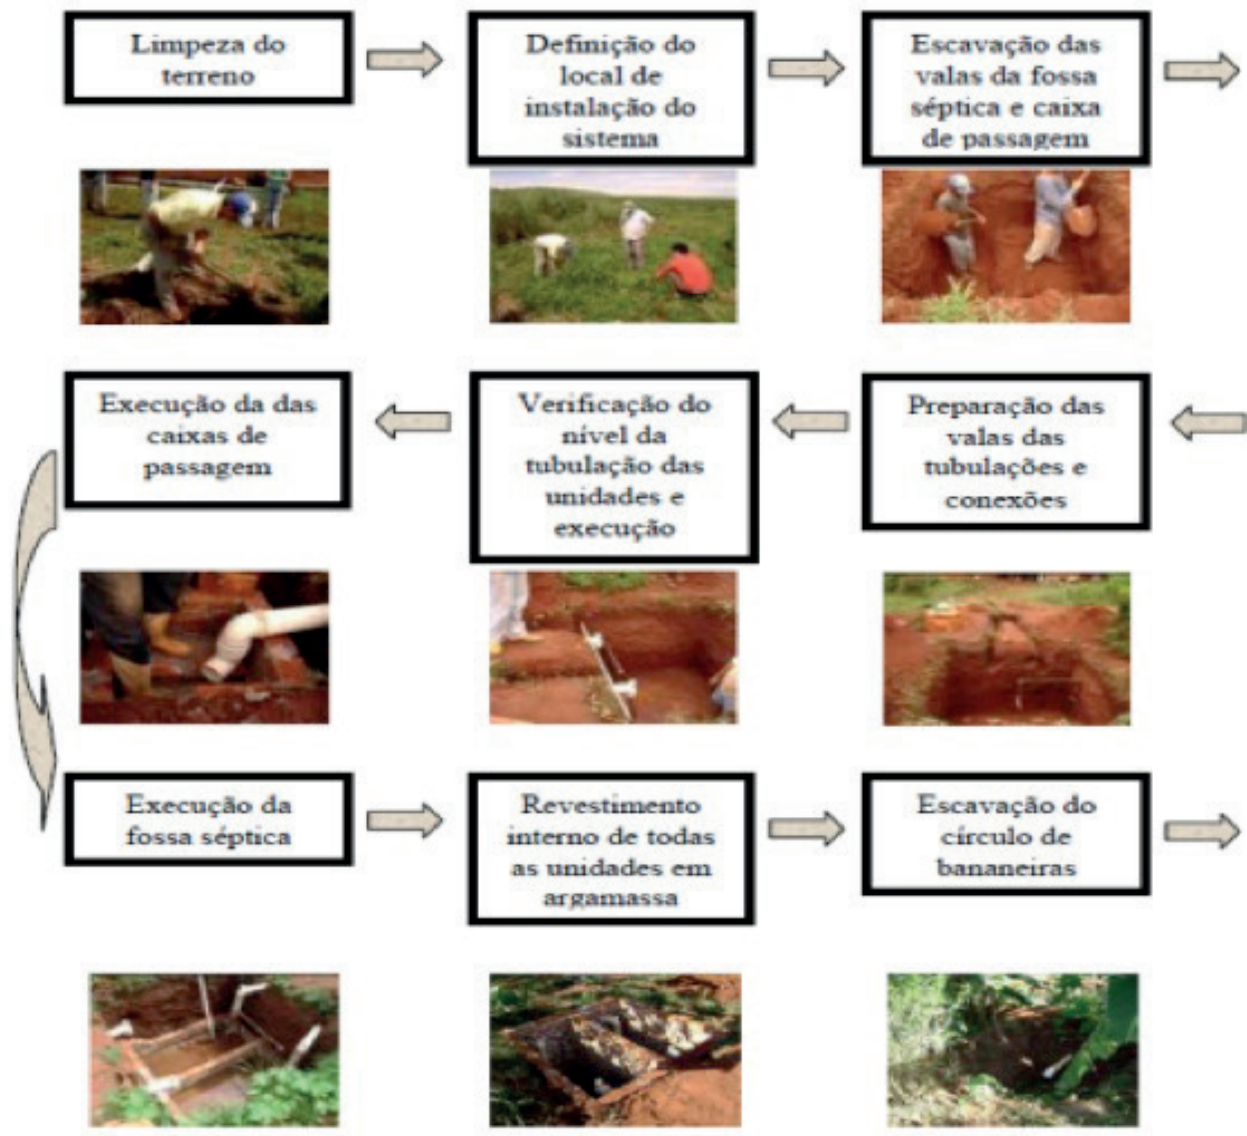 Limpeza do
terreno
Definição do
local de
instalação do
sistema
Escavação das
valas da fossa
séptica e caixa
de passagem
Preparação das
valas das
tubulações e
conexões
Verificação do
nível da
tubulação das
unidades e
execução
Execução da das
caixas de
passagem
Execução da
fossa séptica
Revestimento
interno de todas
as unidades em
argamassa
Escavação do
círculo de
bananeiras